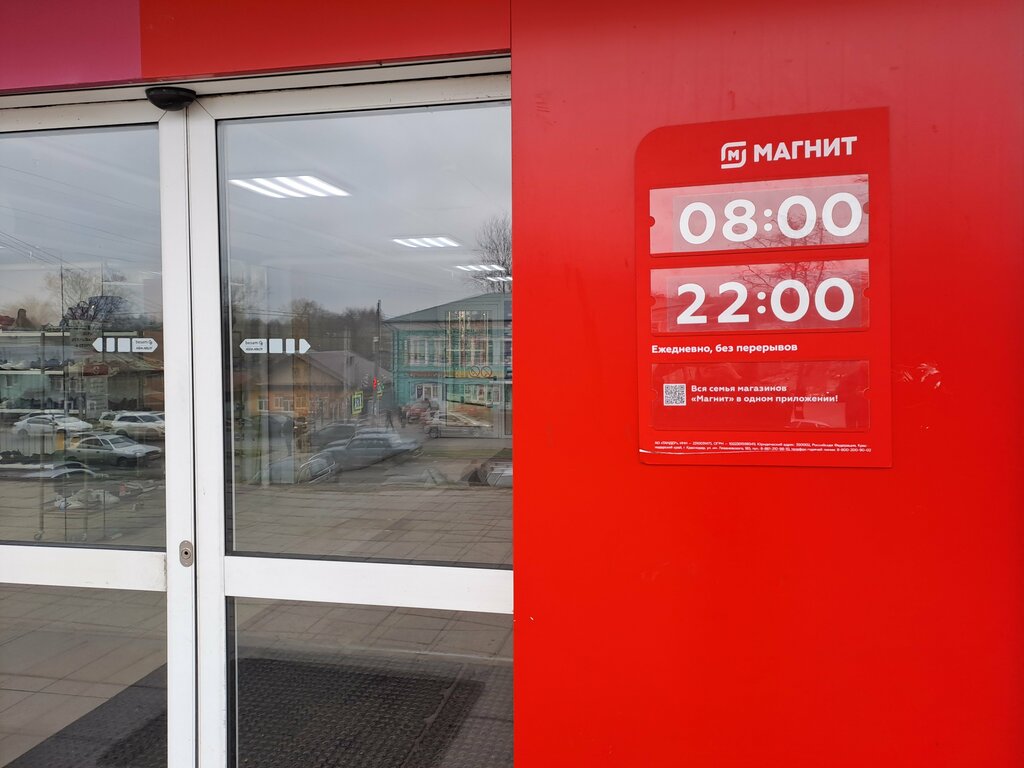 МАГНИТ
08:00
22:00
Ежедневно, без перерывов
Вся семья магазинов
«Магнит» в одном приложении!